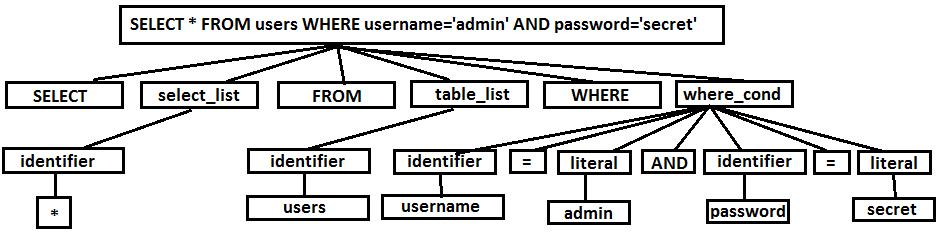 SELECT * FROM users WHERE username='admin' AND password='secret'
SELECT select_list FROM table_list WHERE where_cond
identifier identifier identifier = literal AND identifier = literal
* users username admin password secret